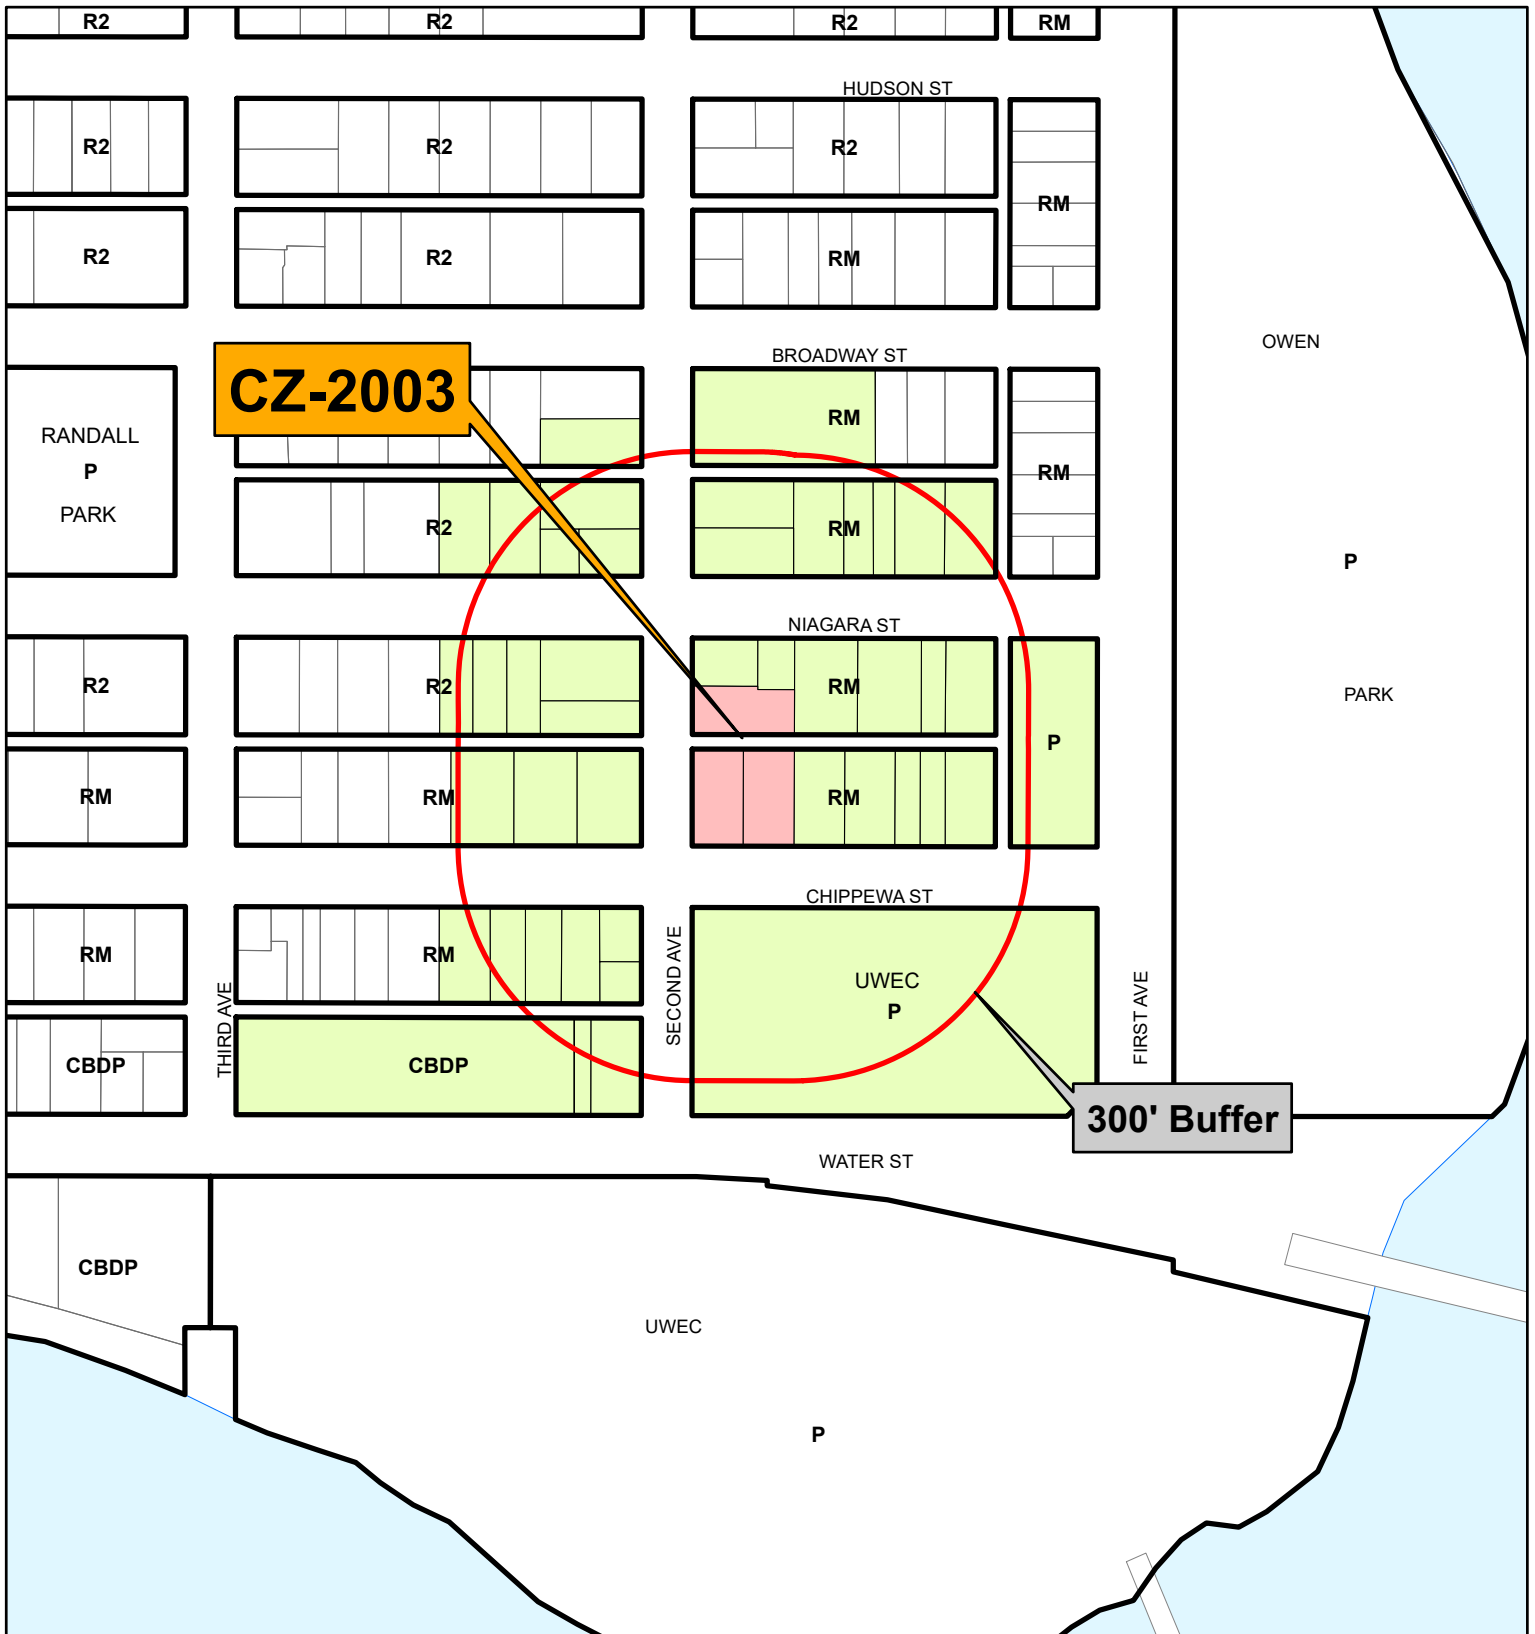 R2
R2
R2
RM
HUDSON ST
R2
R2
R2
RM
R2
R2
RM
OWEN
BROADWAY ST
CZ-2003
RM
RANDALL
P
PARK
RM
R2
RM
P
NIAGARA ST
R2
R2
RM
PARK
P
RM
RM
RM
CHIPPEWA ST
RM
RM
SECOND AVE
UWEC
P
THIRD AVE
FIRST AVE
CBDP
CBDP
300' Buffer
WATER ST
CBDP
UWEC
P